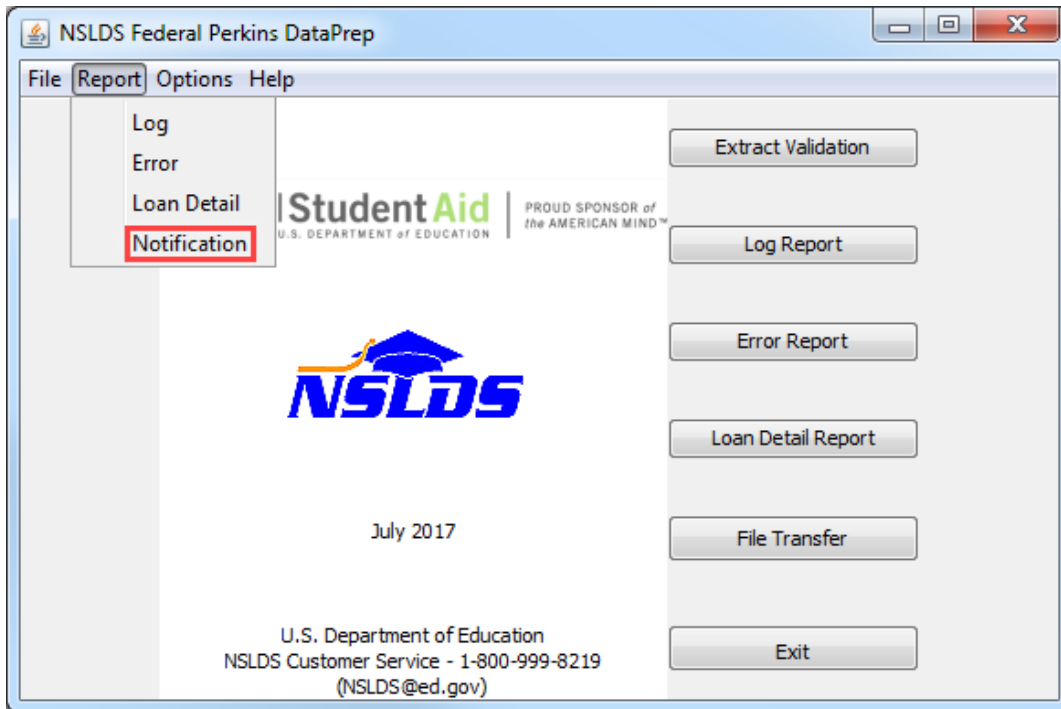 NSLDS Federal Perkins DataPrep
File Report Options Help
Log
Error
Loan Detail
Notification
Student Aid
U.S. DEPARTMENT of EDUCATION
PROUD SPONSOR of
the AMERICAN MIND™
NSLDS
July 2017
U.S. Department of Education
NSLDS Customer Service - 1-800-999-8219
(NSLDS@ed.gov)
Extract Validation
Log Report
Error Report
Loan Detail Report
File Transfer
Exit